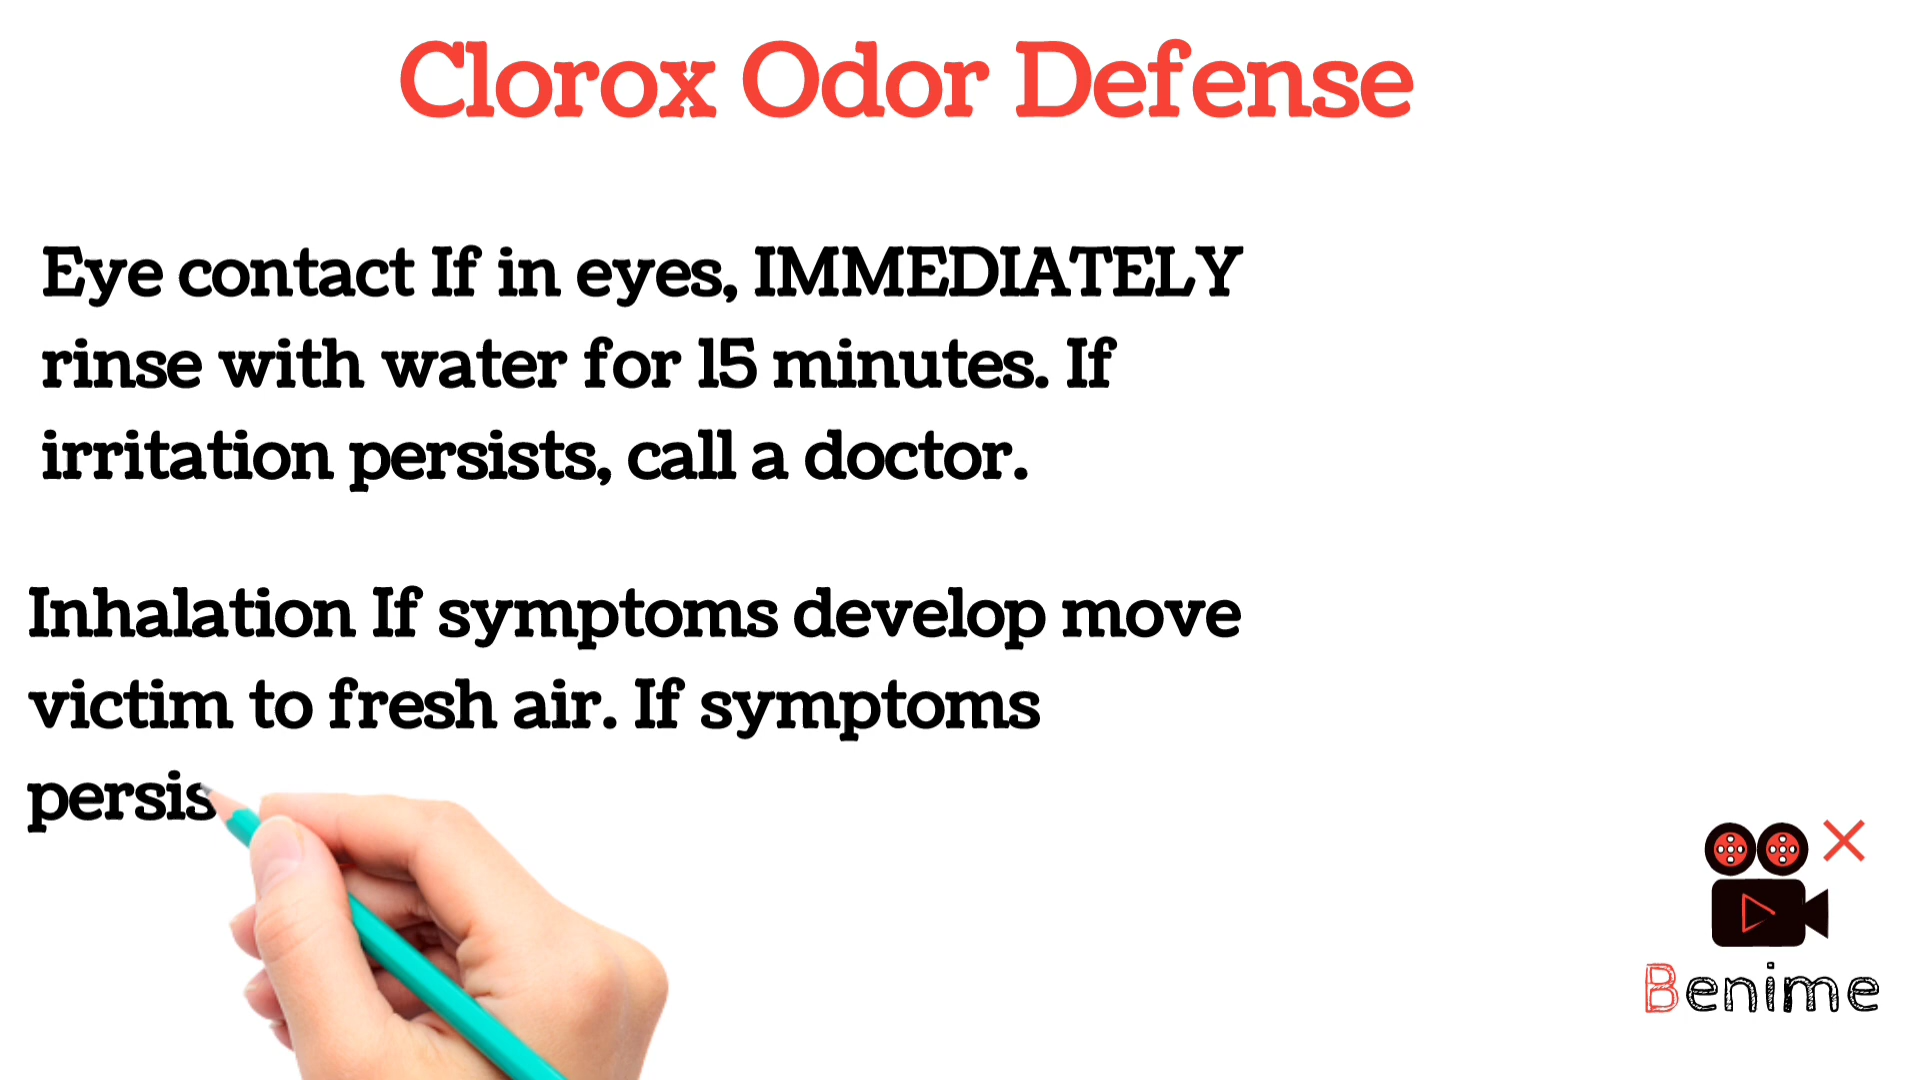 Clorox Odor Defense
Eye contact If in eyes, IMMEDIATELY
rinse with water for 15 minutes. If
irritation persists, call a doctor.
Inhalation If symptoms develop move
victim to fresh air. If symptoms
persis
Benime